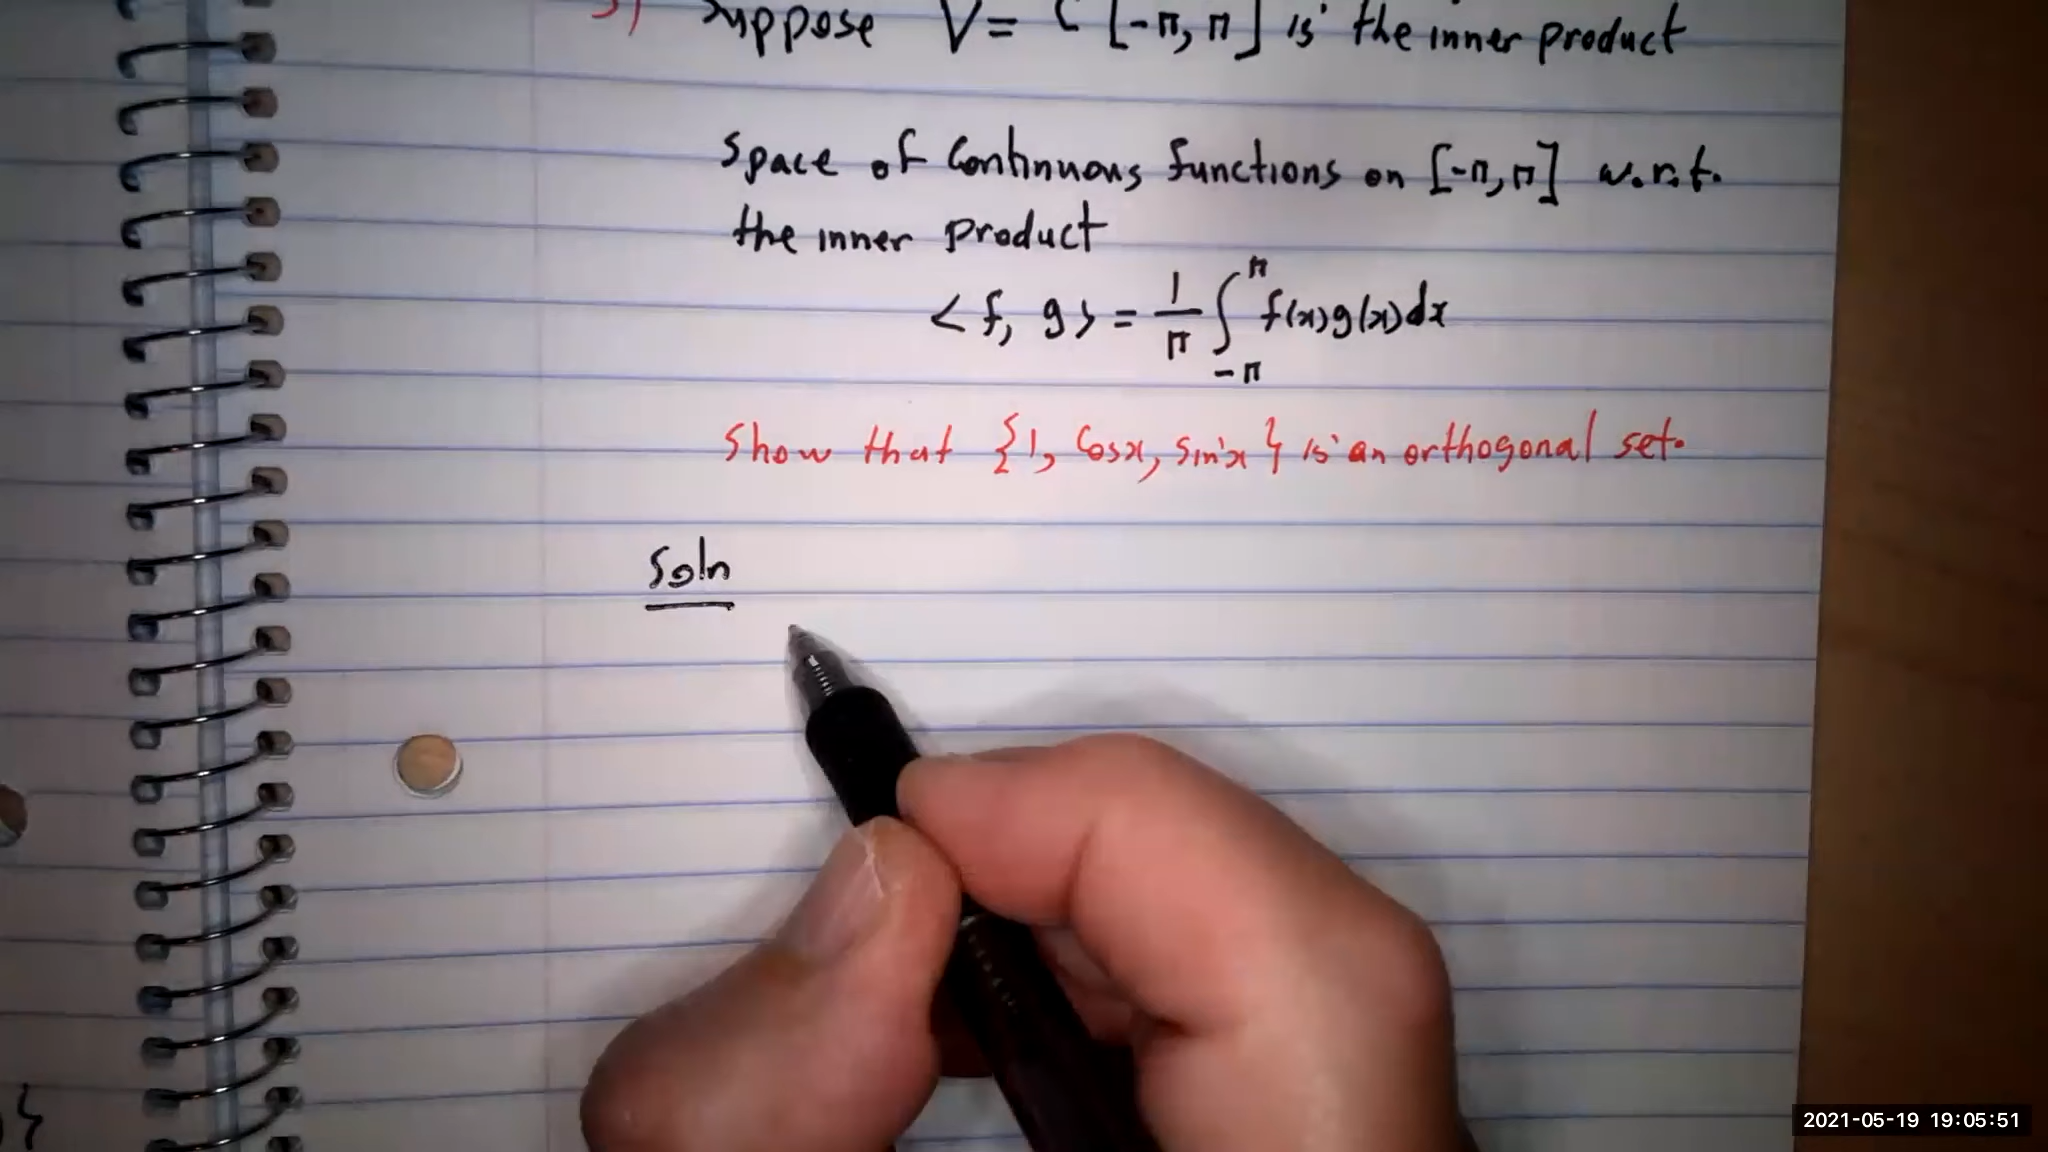 3) Suppose V = C [-π, π] is the inner product
space of Continuous functions on [-π, π] w.r.t.
the inner product
< f, g > = 1/π ∫_{-π}^{π} f(x)g(x)dx
Show that {1, Cosx, sinx } is an orthogonal set.
Soln
2021-05-19 19:05:51